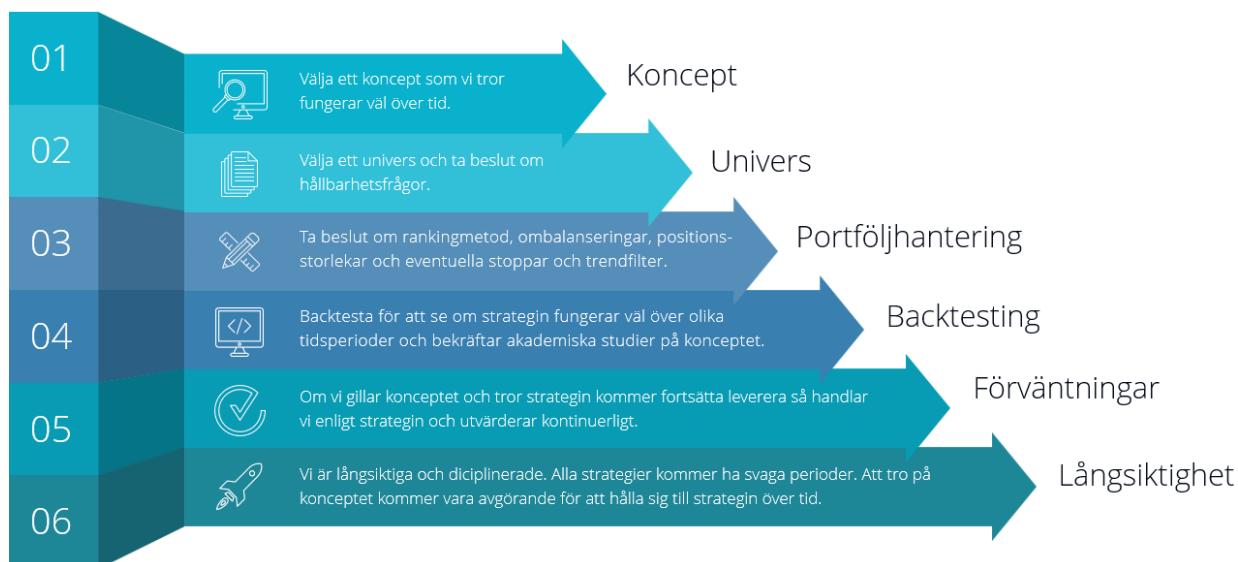 01
Välja ett koncept som vi tror
fungerar väl över tid.
Koncept
02
Välja ett univers och ta beslut om
hållbarhetsfrågor.
Univers
03
Ta beslut om rankingmetod, ombalanseringar, positions-
storlekar och eventuella stoppar och trendfilter.
Portföljhantering
04
Backtesta för att se om strategin fungerar väl över olika
tidsperioder och bekräftar akademiska studier på konceptet.
Backtesting
05
Om vi gillar konceptet och tror strategin kommer fortsätta leverera så handlar
vi enligt strategin och utvärderar kontinuerligt.
Förväntningar
06
Vi är långsiktiga och diciplinerade. Alla strategier kommer ha svaga perioder. Att tro på
konceptet kommer vara avgörande för att hålla sig till strategin över tid.
Långsiktighet